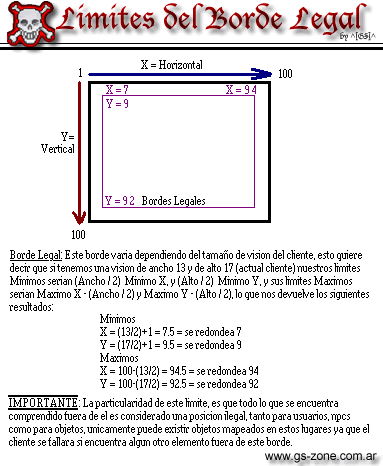 Limites del Borde Legal
by ^[GS]^
X = Horizontal
1
100
X = 7
X = 94
Y = 9
Y=
Vertical
Y = 92
Bordes Legales
100
Borde Legal: Este borde varia dependiendo del tamaño de vision del cliente, esto quiere
decir que si tenemos una vision de ancho 13 y de alto 17 (actual cliente) nuestros limites
Minimos serian (Ancho / 2) Minimo X, y (Alto / 2) Minimo Y, y sus limites Maximos
serian Maximo X - (Ancho / 2) y Maximo Y - (Alto / 2), lo que nos devuelve los siguientes
resultados:
Minimos
X = (13/2)+1 = 7.5 = se redondea 7
Y = (17/2)+1 = 9.5 = se redondea 9
Maximos
X = 100-(13/2) = 94.5 = se redondea 94
Y = 100-(17/2) = 92.5 = se redondea 92
IMPORTANTE: La particularidad de este limite, es que todo lo que se encuentra
comprendido fuera de el es considerado una posicion ilegal, tanto para usuarios, npcs
como para objetos, unicamente puede existir objetos mapeados en estos lugares ya que el
cliente se fallara si encuentra algun otro elemento fuera de este borde.
www.gs-zone.com.ar